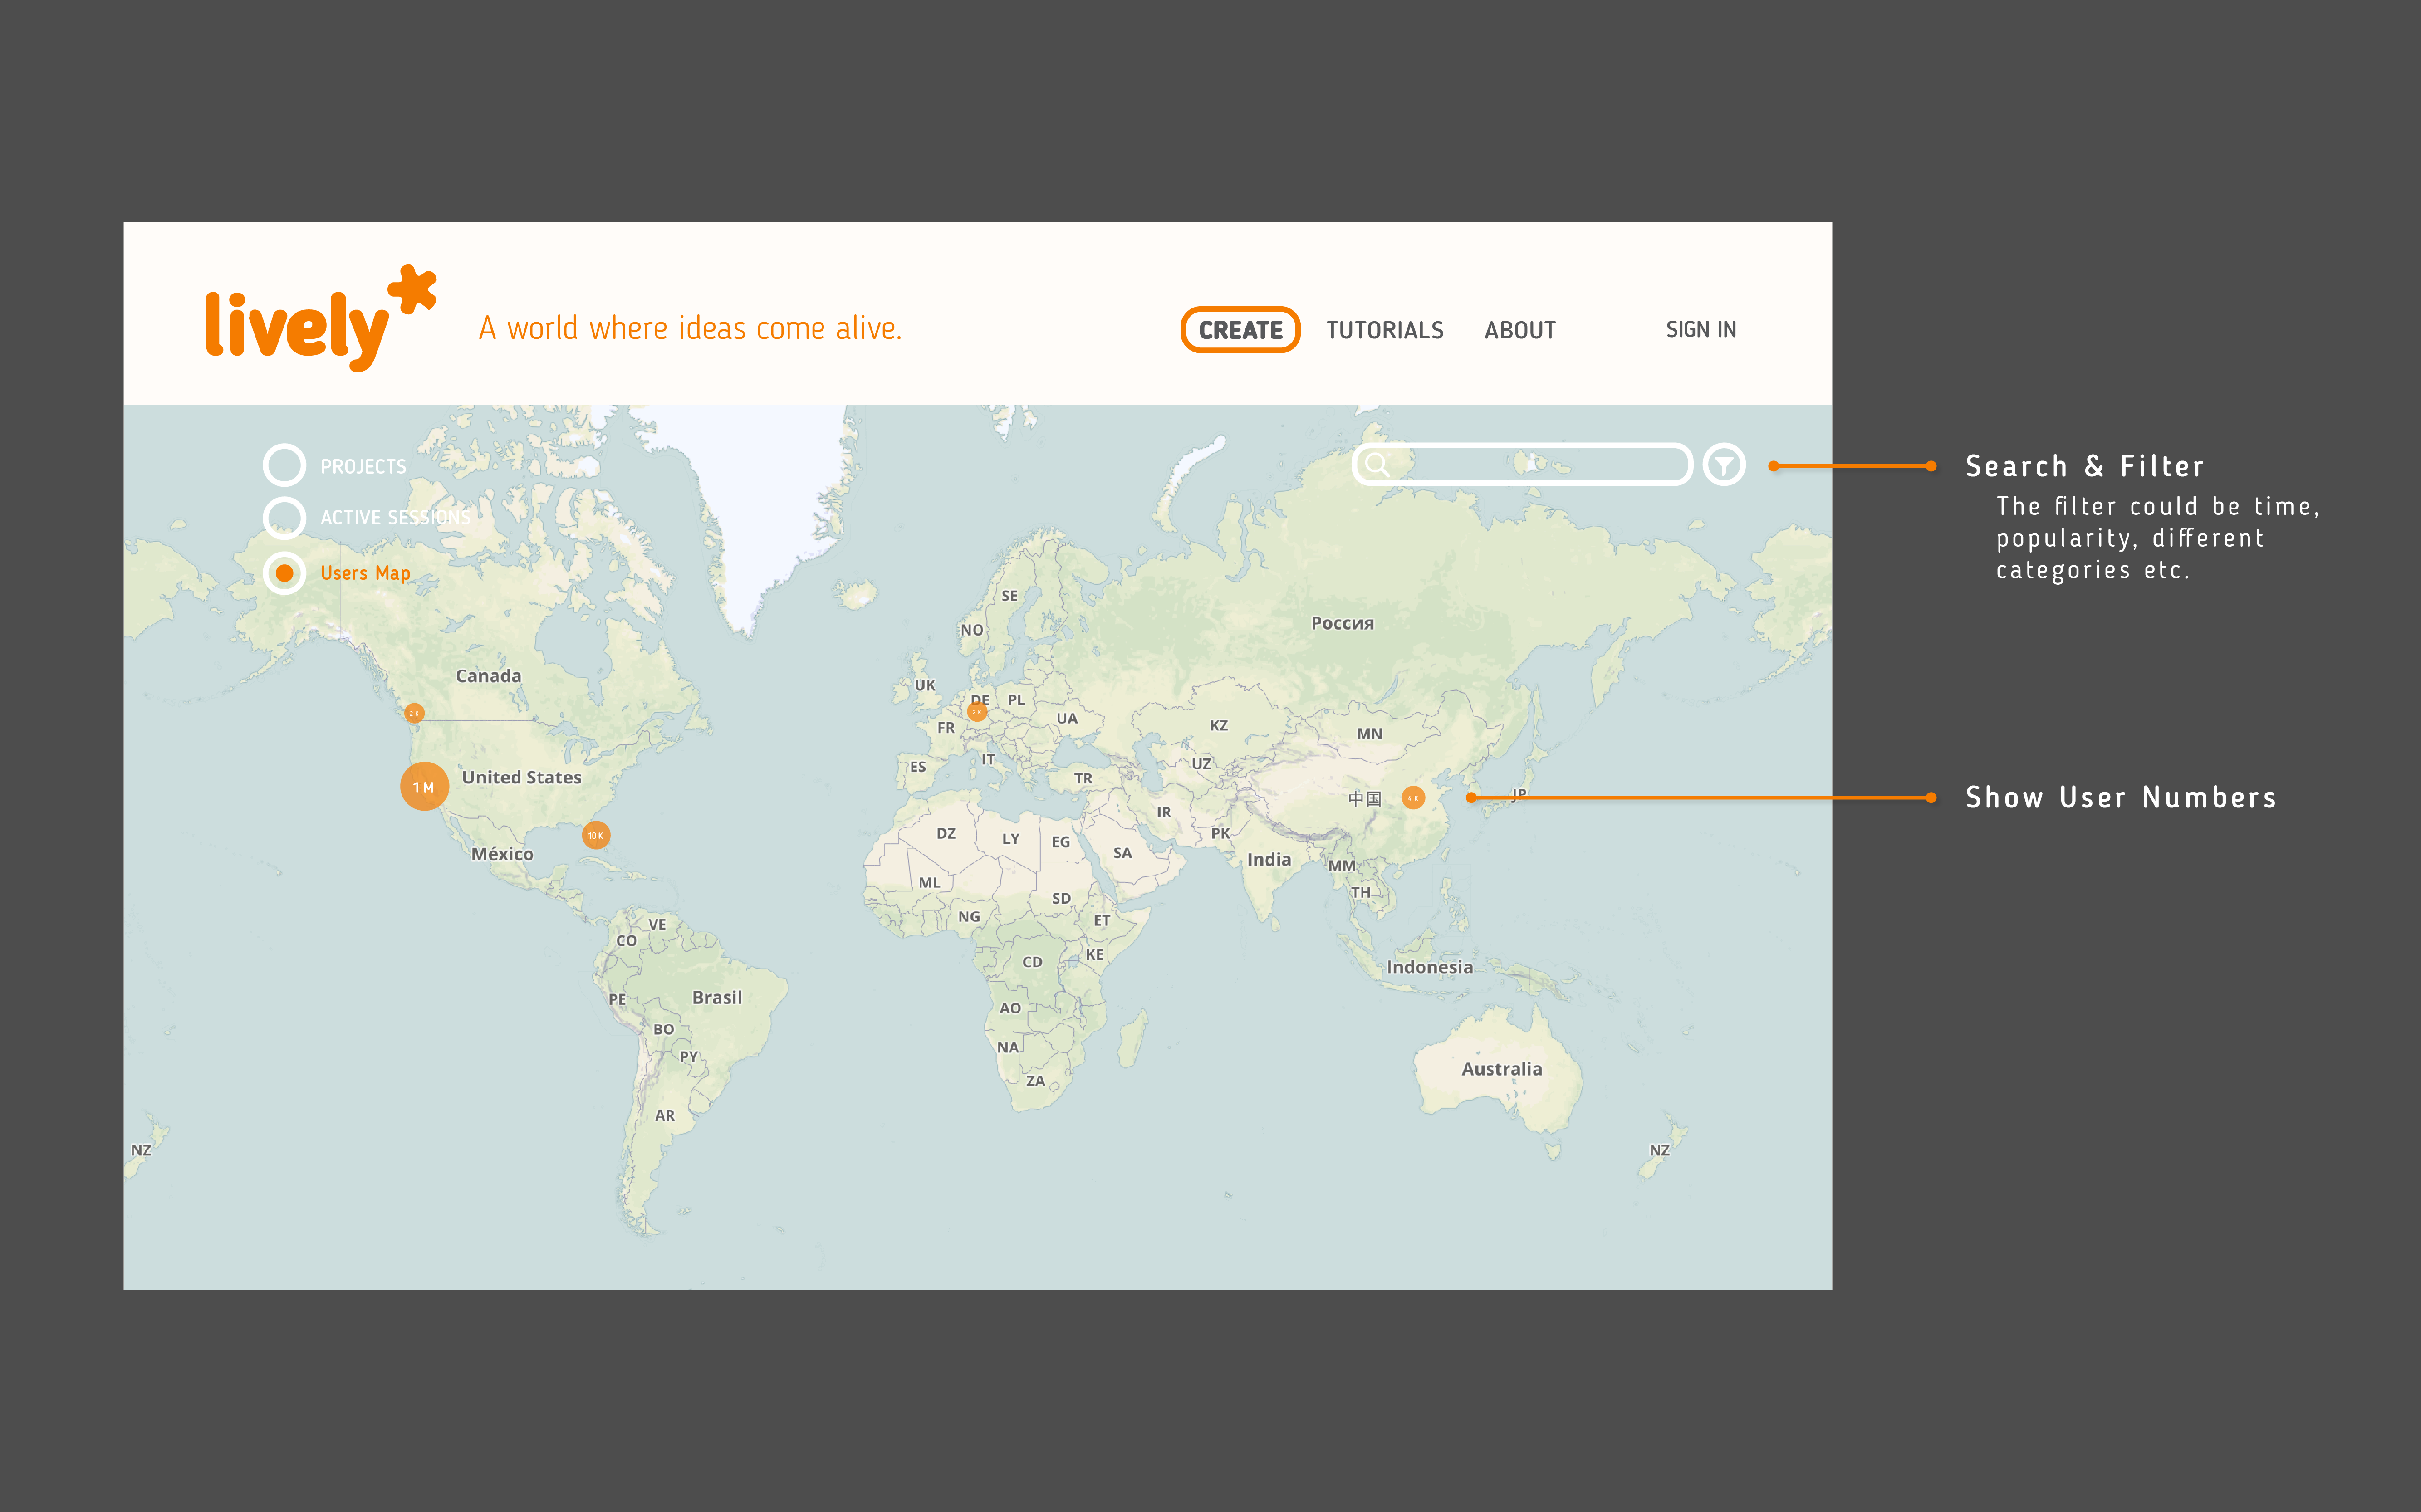 lively*
A world where ideas come alive.
CREATE
TUTORIALS
ABOUT
SIGN IN
PROJECTS
ACTIVE SESSIONS
Users Map
Search & Filter
The filter could be time,
popularity, different
categories etc.
SE
NO
Россия
Canada
UK
DE
PL
2 K
2 K
FR
UA
KZ
MN
ES
IT
UZ
TR
1 M
United States
中国
4 K
JP
Show User Numbers
IR
10 K
DZ
LY
EG
PK
México
SA
India
MM
ML
SD
TH
NG
ET
VE
CO
CD
KE
Indonesia
PE
Brasil
AO
BO
NA
PY
Australia
ZA
AR
NZ
NZ